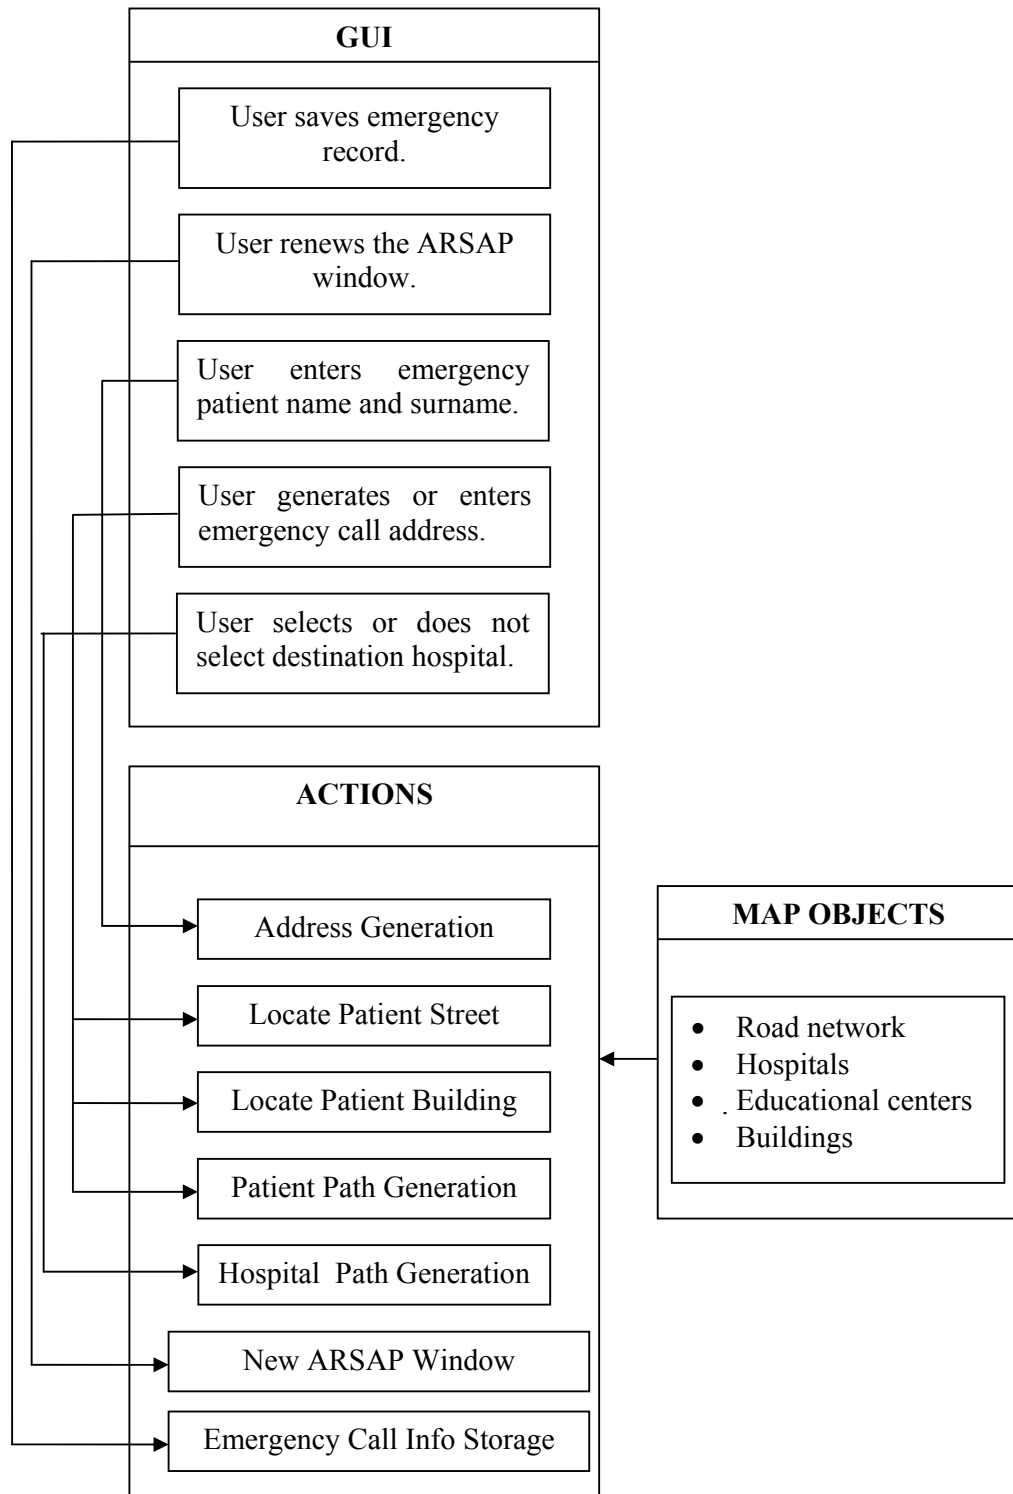 GUI
User saves emergency
record.
User renews the ARSAP
window.
User enters emergency
patient name and surname.
User generates or enters
emergency call address.
User selects or does not
select destination hospital.
ACTIONS
Address Generation
Locate Patient Street
Locate Patient Building
Patient Path Generation
Hospital Path Generation
New ARSAP Window
Emergency Call Info Storage
MAP OBJECTS
• Road network
• Hospitals
• . Educational centers
• Buildings